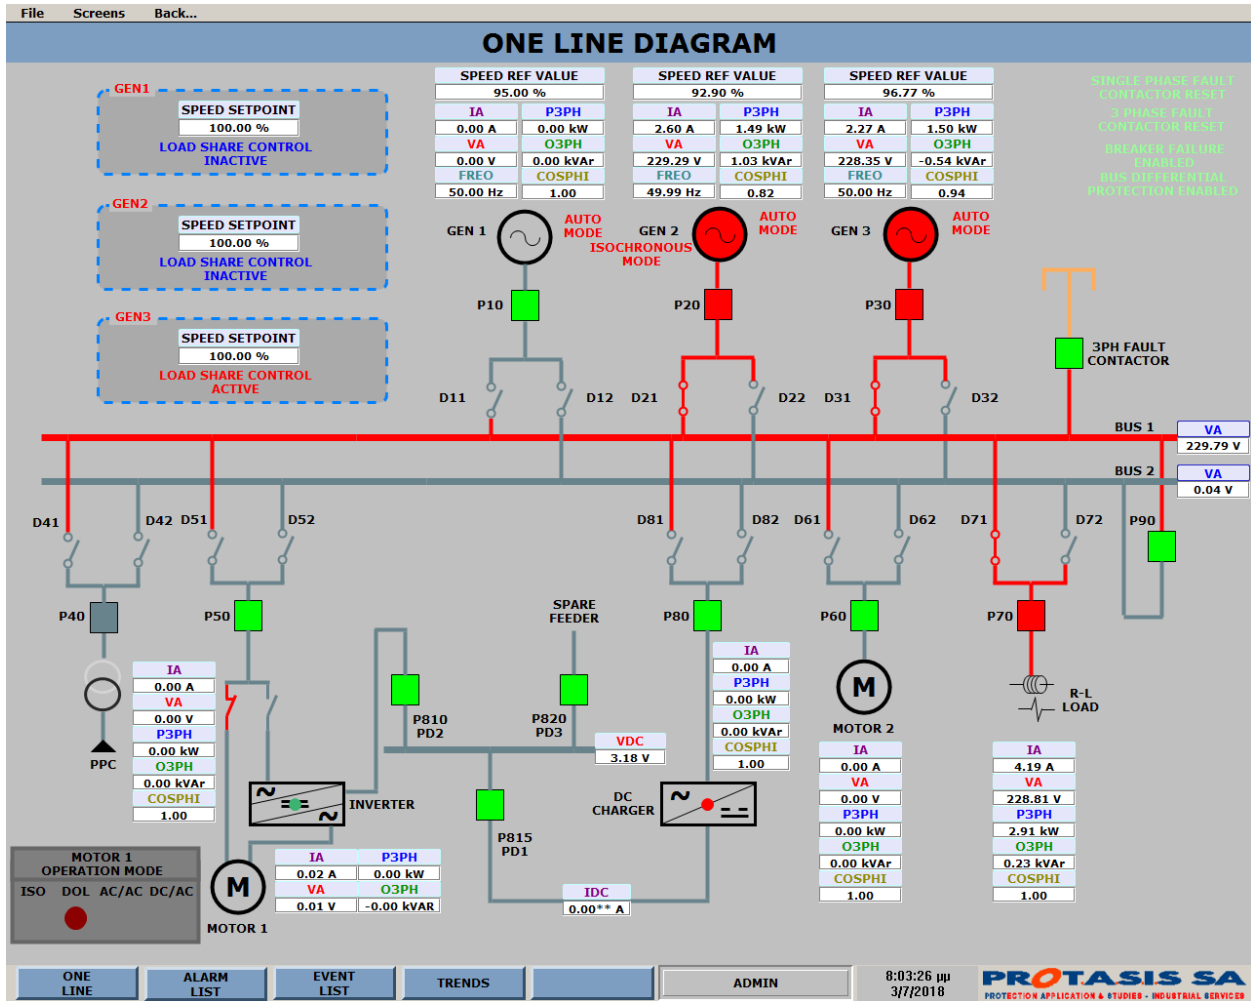 File Screens Back...
ONE LINE DIAGRAM
GEN1
SPEED SETPOINT
100.00 %
LOAD SHARE CONTROL
INACTIVE
GEN2
SPEED SETPOINT
100.00 %
LOAD SHARE CONTROL
INACTIVE
GEN3
SPEED SETPOINT
100.00 %
LOAD SHARE CONTROL
ACTIVE
SPEED REF VALUE
95.00 %
IA P3PH
0.00 A 0.00 kW
VA O3PH
0.00 V 0.00 kVAr
FREO COSPHI
50.00 Hz 1.00
SPEED REF VALUE
92.90 %
IA P3PH
2.60 A 1.49 kW
VA O3PH
229.29 V 1.03 kVAr
FREO COSPHI
49.99 Hz 0.82
SPEED REF VALUE
96.77 %
IA P3PH
2.27 A 1.50 kW
VA O3PH
228.35 V -0.54 kVAr
FREO COSPHI
50.00 Hz 0.94
SINGLE PHASE FAULT
CONTACTOR RESET
3 PHASE FAULT
CONTACTOR RESET
BREAKER FAILURE
ENABLED
BUS DIFFERENTIAL
PROTECTION ENABLED
GEN 1
AUTO
MODE
GEN 2
ISOCHRONOUS
MODE
AUTO
MODE
GEN 3
AUTO
MODE
P10
P20
P30
3PH FAULT
CONTACTOR
D11 D12 D21 D22 D31 D32
BUS 1
VA
229.79 V
BUS 2
VA
0.04 V
D41 D42 D51 D52 D81 D82 D61 D62 D71 D72 P90
P40 P50
SPARE
FEEDER
P80 P60 P70
IA
0.00 A
VA
0.00 V
P3PH
0.00 kW
O3PH
0.00 kVAr
COSPHI
1.00
PPC
P810
PD2
P820
PD3
VDC
3.18 V
IA
0.00 A
P3PH
0.00 kW
O3PH
0.00 kVAr
COSPHI
1.00
M
MOTOR 2
R-L
LOAD
INVERTER
P815
PD1
DC
CHARGER
IA
0.00 A
VA
0.00 V
P3PH
0.00 kW
O3PH
0.00 kVAr
COSPHI
1.00
IA
4.19 A
VA
228.81 V
P3PH
2.91 kW
O3PH
0.23 kVAr
COSPHI
1.00
MOTOR 1
OPERATION MODE
ISO DOL AC/AC DC/AC
M
MOTOR 1
IA P3PH
0.02 A 0.00 kW
VA O3PH
0.01 V -0.00 kVAR
IDC
0.00** A
ONE
LINE
ALARM
LIST
EVENT
LIST
TRENDS
ADMIN
8:03:26 μμ
3/7/2018
PROTASIS SA
PROTECTION APPLICATION & STUDIES - INDUSTRIAL SERVICES